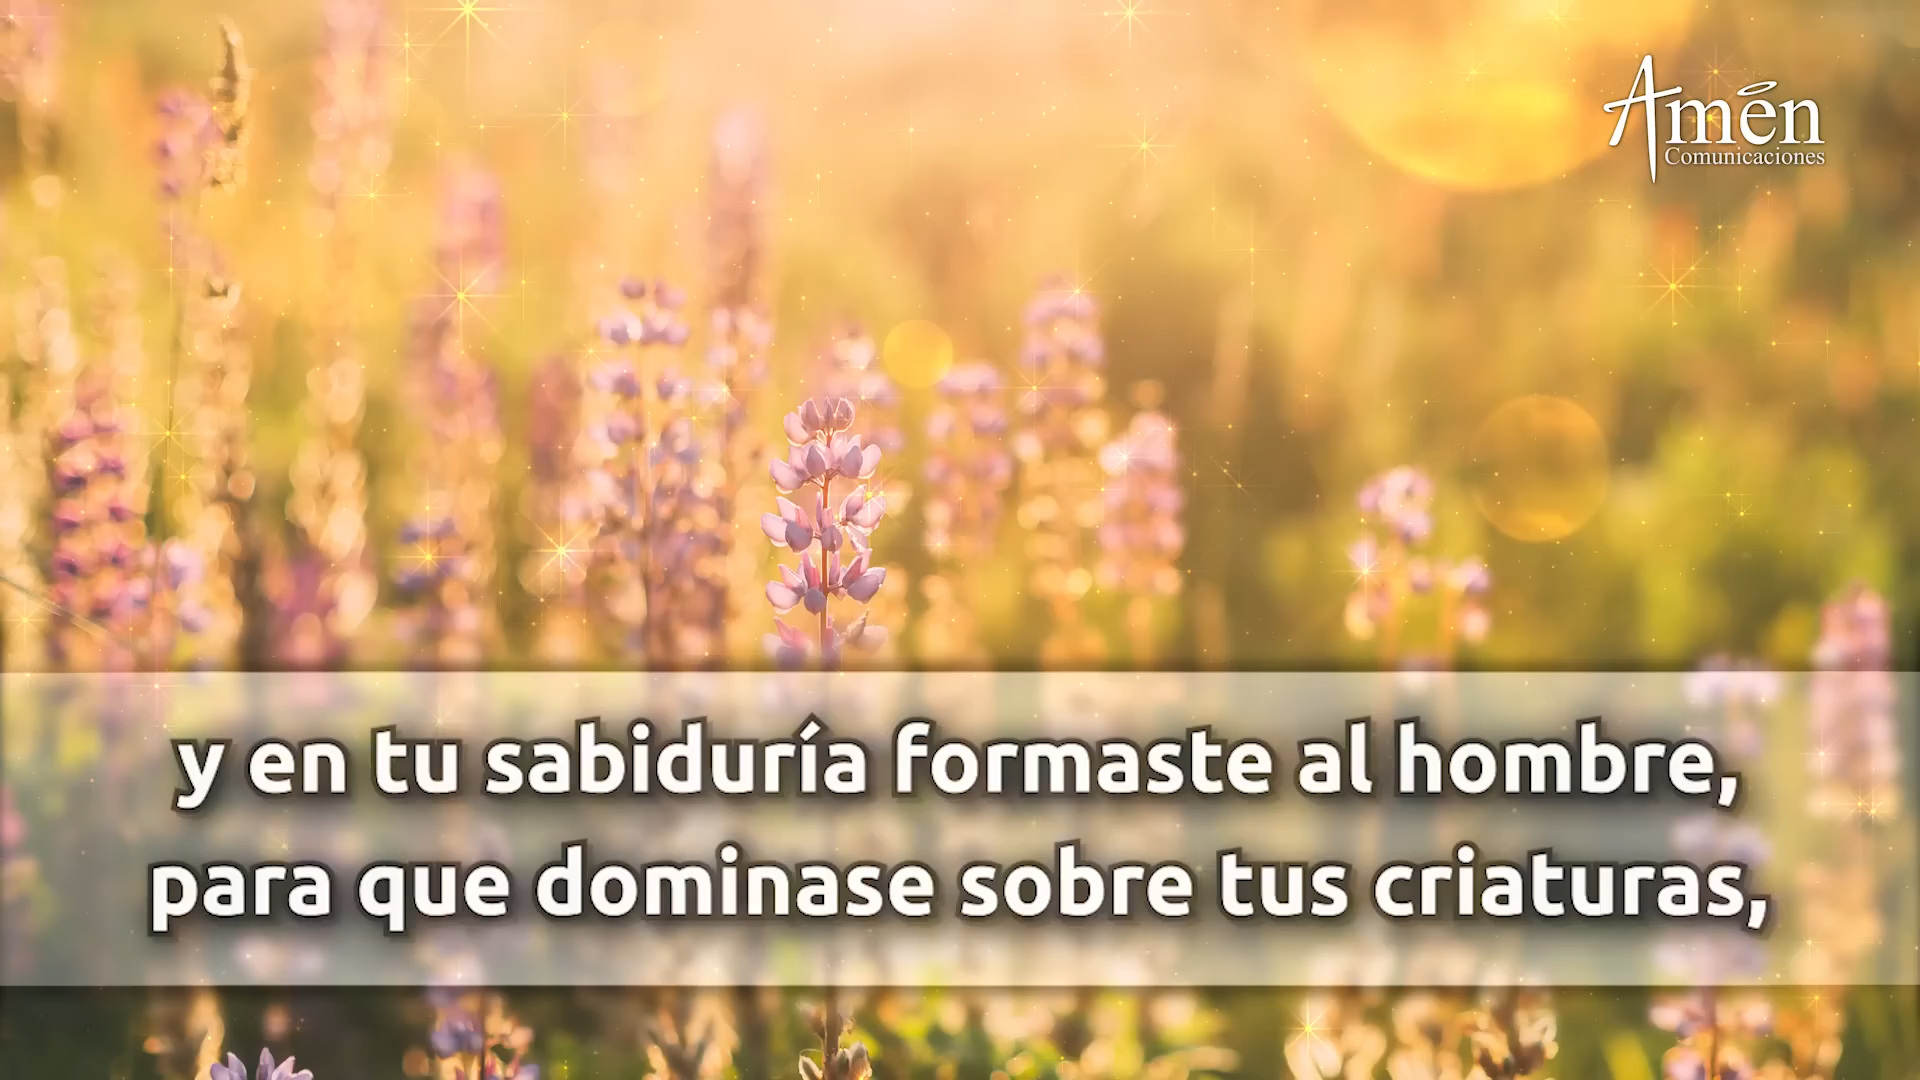 Amén
Comunicaciones
y en tu sabiduría formaste al hombre,
para que dominase sobre tus criaturas,